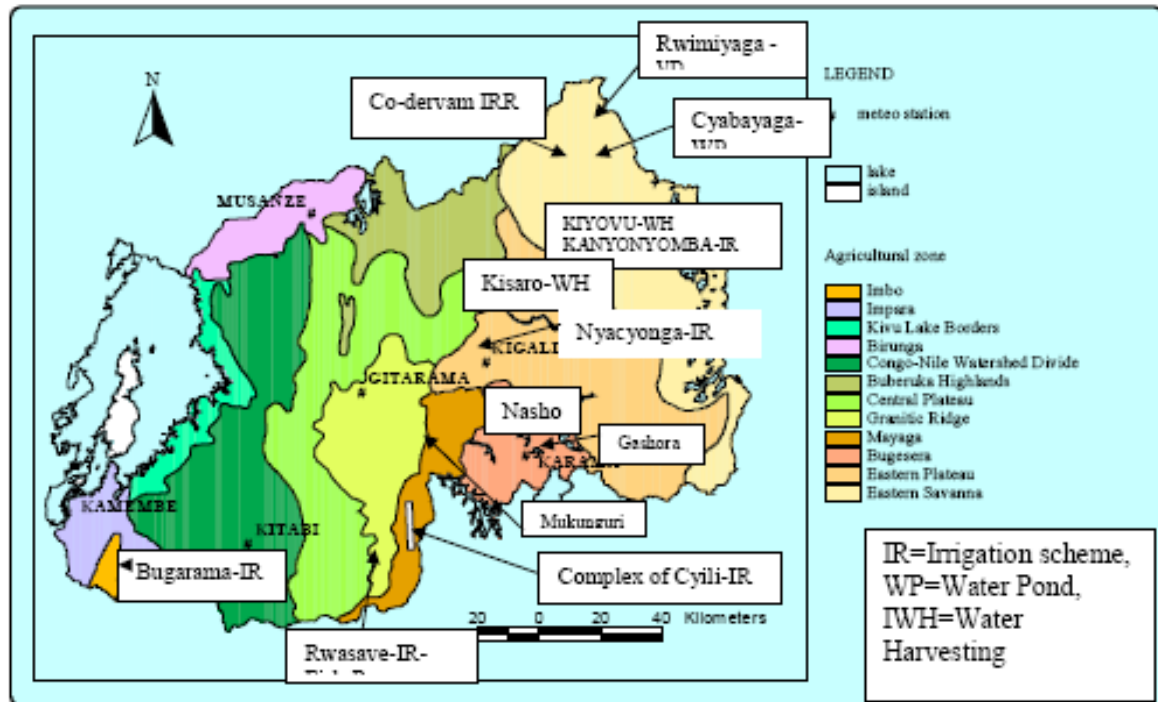 Rwimiyaga -
LEGEND
N
Co-dervam IRR
meteo station
Cyabayaga-
lake
island
MUSANZE
KIYOVU-WH
KANYONYOMBA-IR
Agricultural zone
Kisaro-WH
Imbo
Impara
Kivu Lake Borders
Birunga
Congo-Nile Watershed Divide
Buberuka Highlands
Central Plateau
Granitic Ridge
Mayaga
Bugesera
Eastern Plateau
Eastern Savanna
Nyacyonga-IR
KIGALI
GITARAMA
Nasho
Gashora
KARAMA
Mukunguri
KAMEMBE
KITABI
Bugarama-IR
Complex of Cyili-IR
20 0 20 40 Kilometers
Rwasave-IR-
IR=Irrigation scheme,
WP=Water Pond,
IWH=Water
Harvesting